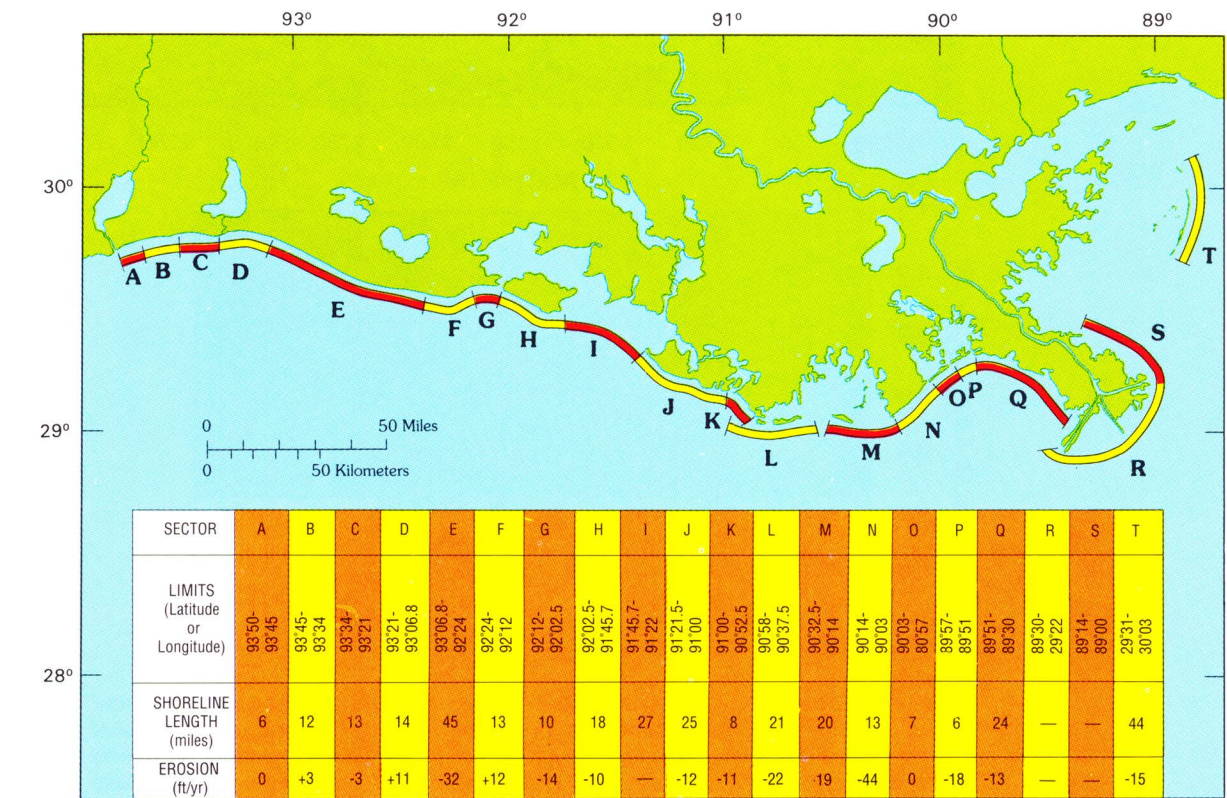 93° 92° 91° 90° 89°
30°
29°
28°
A B C D E F G H I J K L M N O P Q R S T
0 50 Miles
0 50 Kilometers
SECTOR A B C D E F G H I J K L M N O P Q R S T
LIMITS
(Latitude
or
Longitude)
93°50-
93°45
93°45-
93°34
93°34-
93°21
93°21-
93°06.8
93°06.8-
92°24
92°24-
92°12
92°12-
92°02.5
92°02.5-
91°45.7
91°45.7-
91°22
91°21.5-
91°00
91°00-
90°52.5
90°58-
90°37.5
90°32.5-
90°14
90°14-
90°03
90°03-
80°57
89°57-
89°51
89°51-
89°30
89°30-
29°22
89°14-
89°00
29°31-
30°03
SHORELINE
LENGTH
(miles)
6 12 13 14 45 13 10 18 27 25 8 21 20 13 7 6 24 — — 44
EROSION
(ft/yr)
0 +3 -3 +11 -32 +12 -14 -10 — -12 -11 -22 -19 -44 0 -18 -13 — — -15